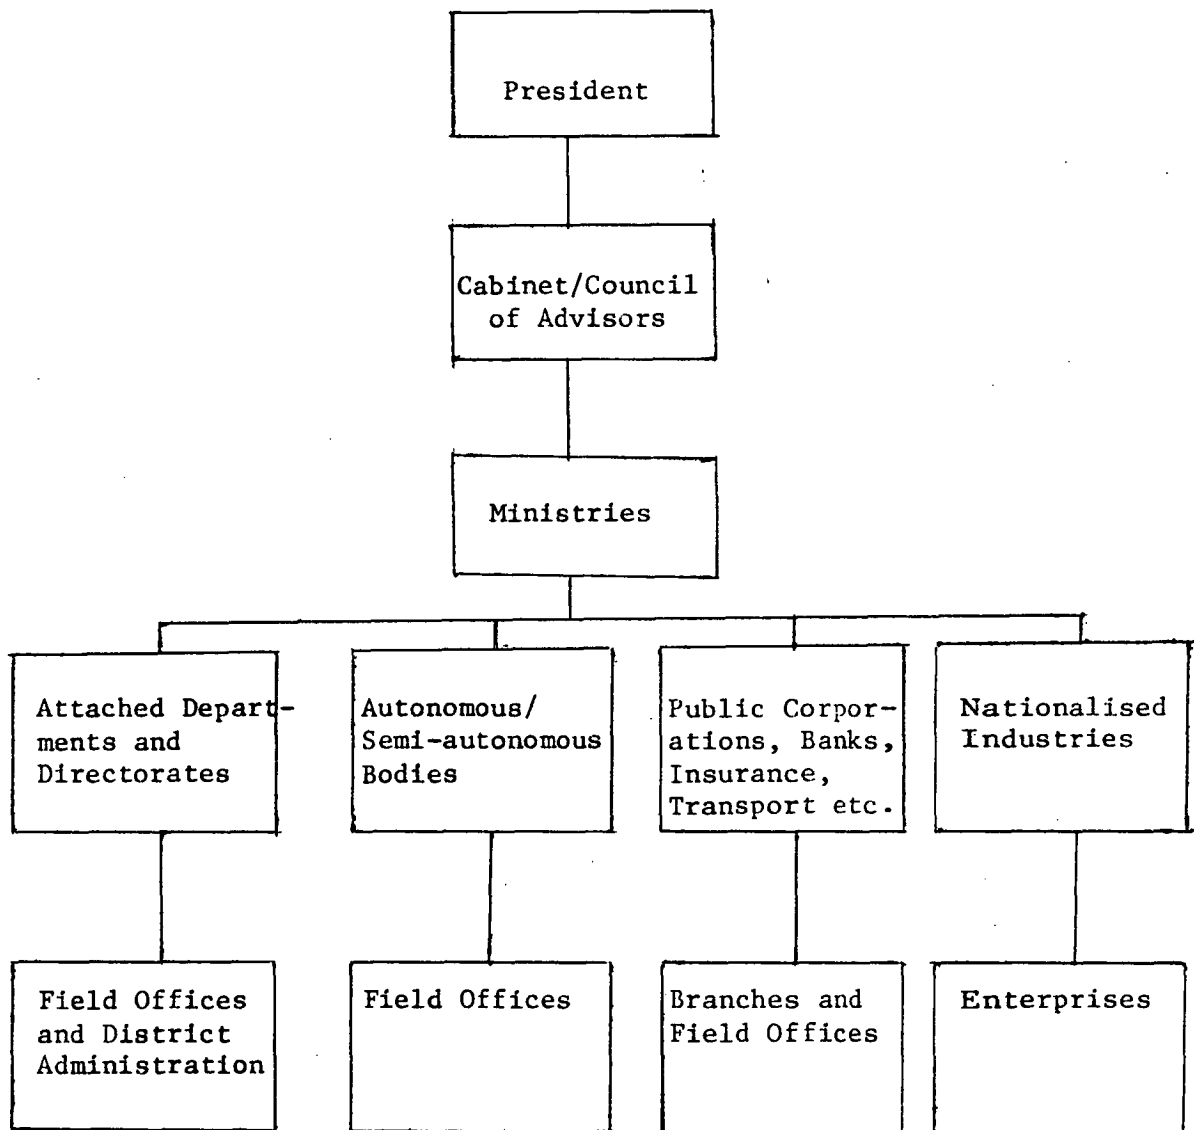 President
Cabinet/Council
of Advisors
Ministries
Attached Depart-
ments and
Directorates
Autonomous/
Semi-autonomous
Bodies
Public Corpor-
ations, Banks,
Insurance,
Transport etc.
Nationalised
Industries
Field Offices
and District
Administration
Field Offices
Branches and
Field Offices
Enterprises